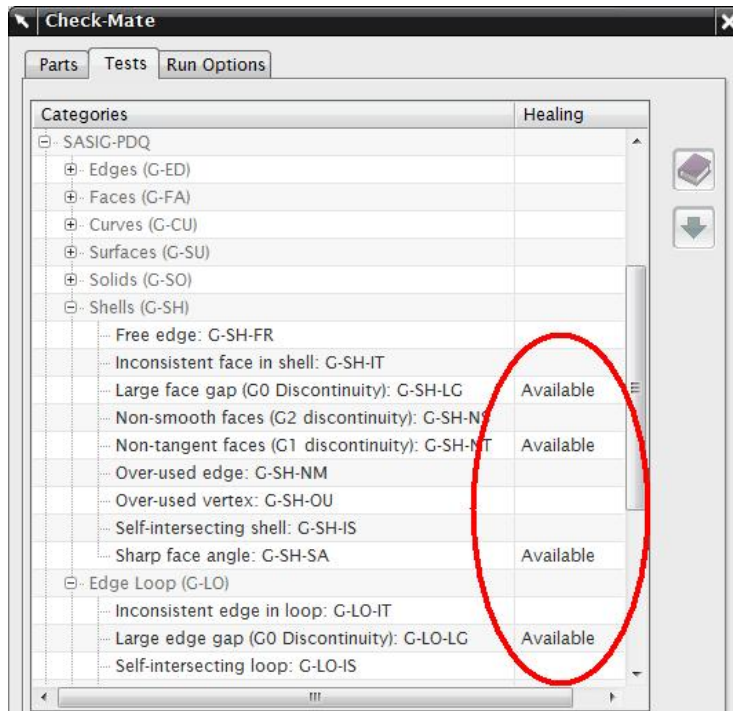 Check-Mate
Parts Tests Run Options
Categories Healing
SASIG-PDQ
Edges (G-ED)
Faces (G-FA)
Curves (G-CU)
Surfaces (G-SU)
Solids (G-SO)
Shells (G-SH)
Free edge: G-SH-FR
Inconsistent face in shell: G-SH-IT
Large face gap (G0 Discontinuity): G-SH-LG Available
Non-smooth faces (G2 discontinuity): G-SH-NS
Non-tangent faces (G1 discontinuity): G-SH-NT Available
Over-used edge: G-SH-NM
Over-used vertex: G-SH-OU
Self-intersecting shell: G-SH-IS
Sharp face angle: G-SH-SA Available
Edge Loop (G-LO)
Inconsistent edge in loop: G-LO-IT
Large edge gap (G0 Discontinuity): G-LO-LG Available
Self-intersecting loop: G-LO-IS